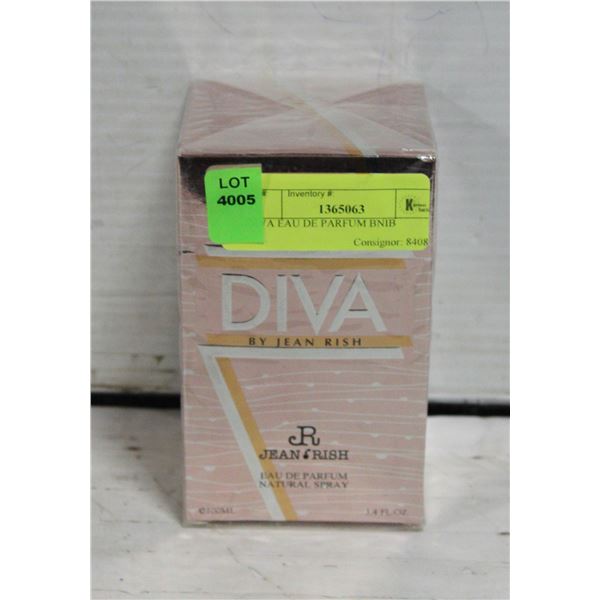 LOT
4005
Inventory #:
1365063
EAU DE PARFUM BNIB
Consignor: 8408
DIVA
BY JEAN RISH
JR
JEAN RISH
EAU DE PARFUM
NATURAL SPRAY
℮100ML 3.4 FL.OZ.